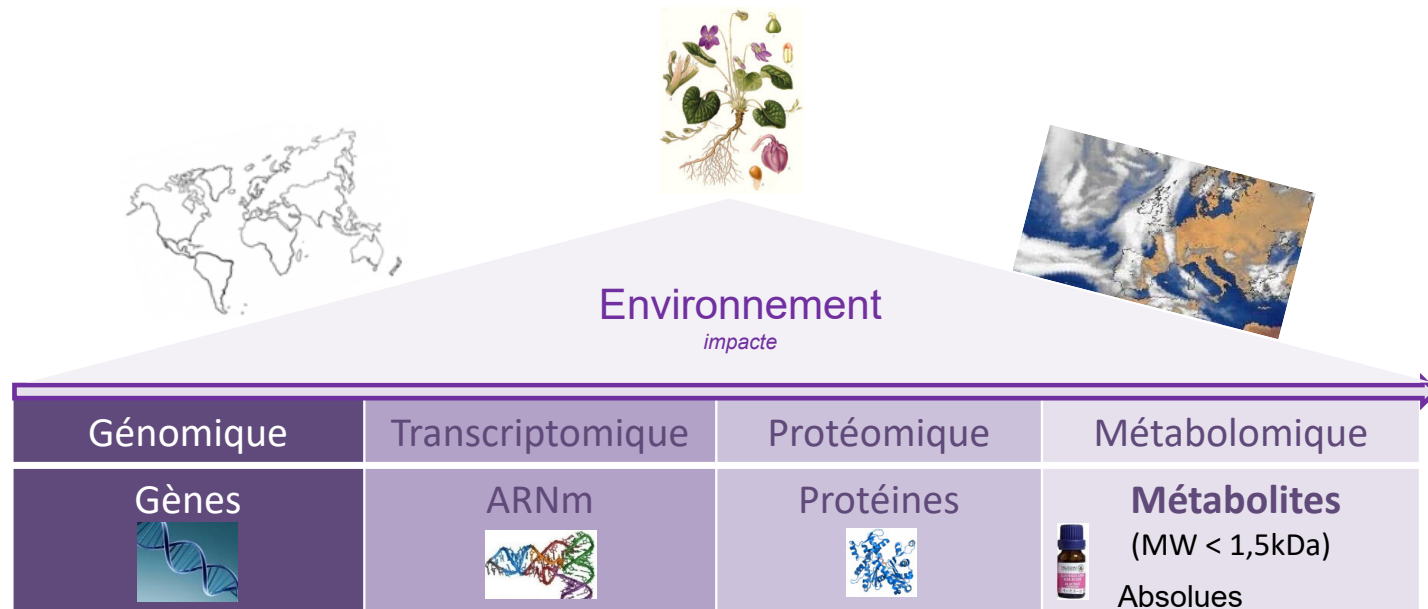 Environnement
impacte
Génomique
Transcriptomique
Protéomique
Métabolomique
Gènes
ARNm
Protéines
Métabolites
(MW < 1,5kDa)
Absolues